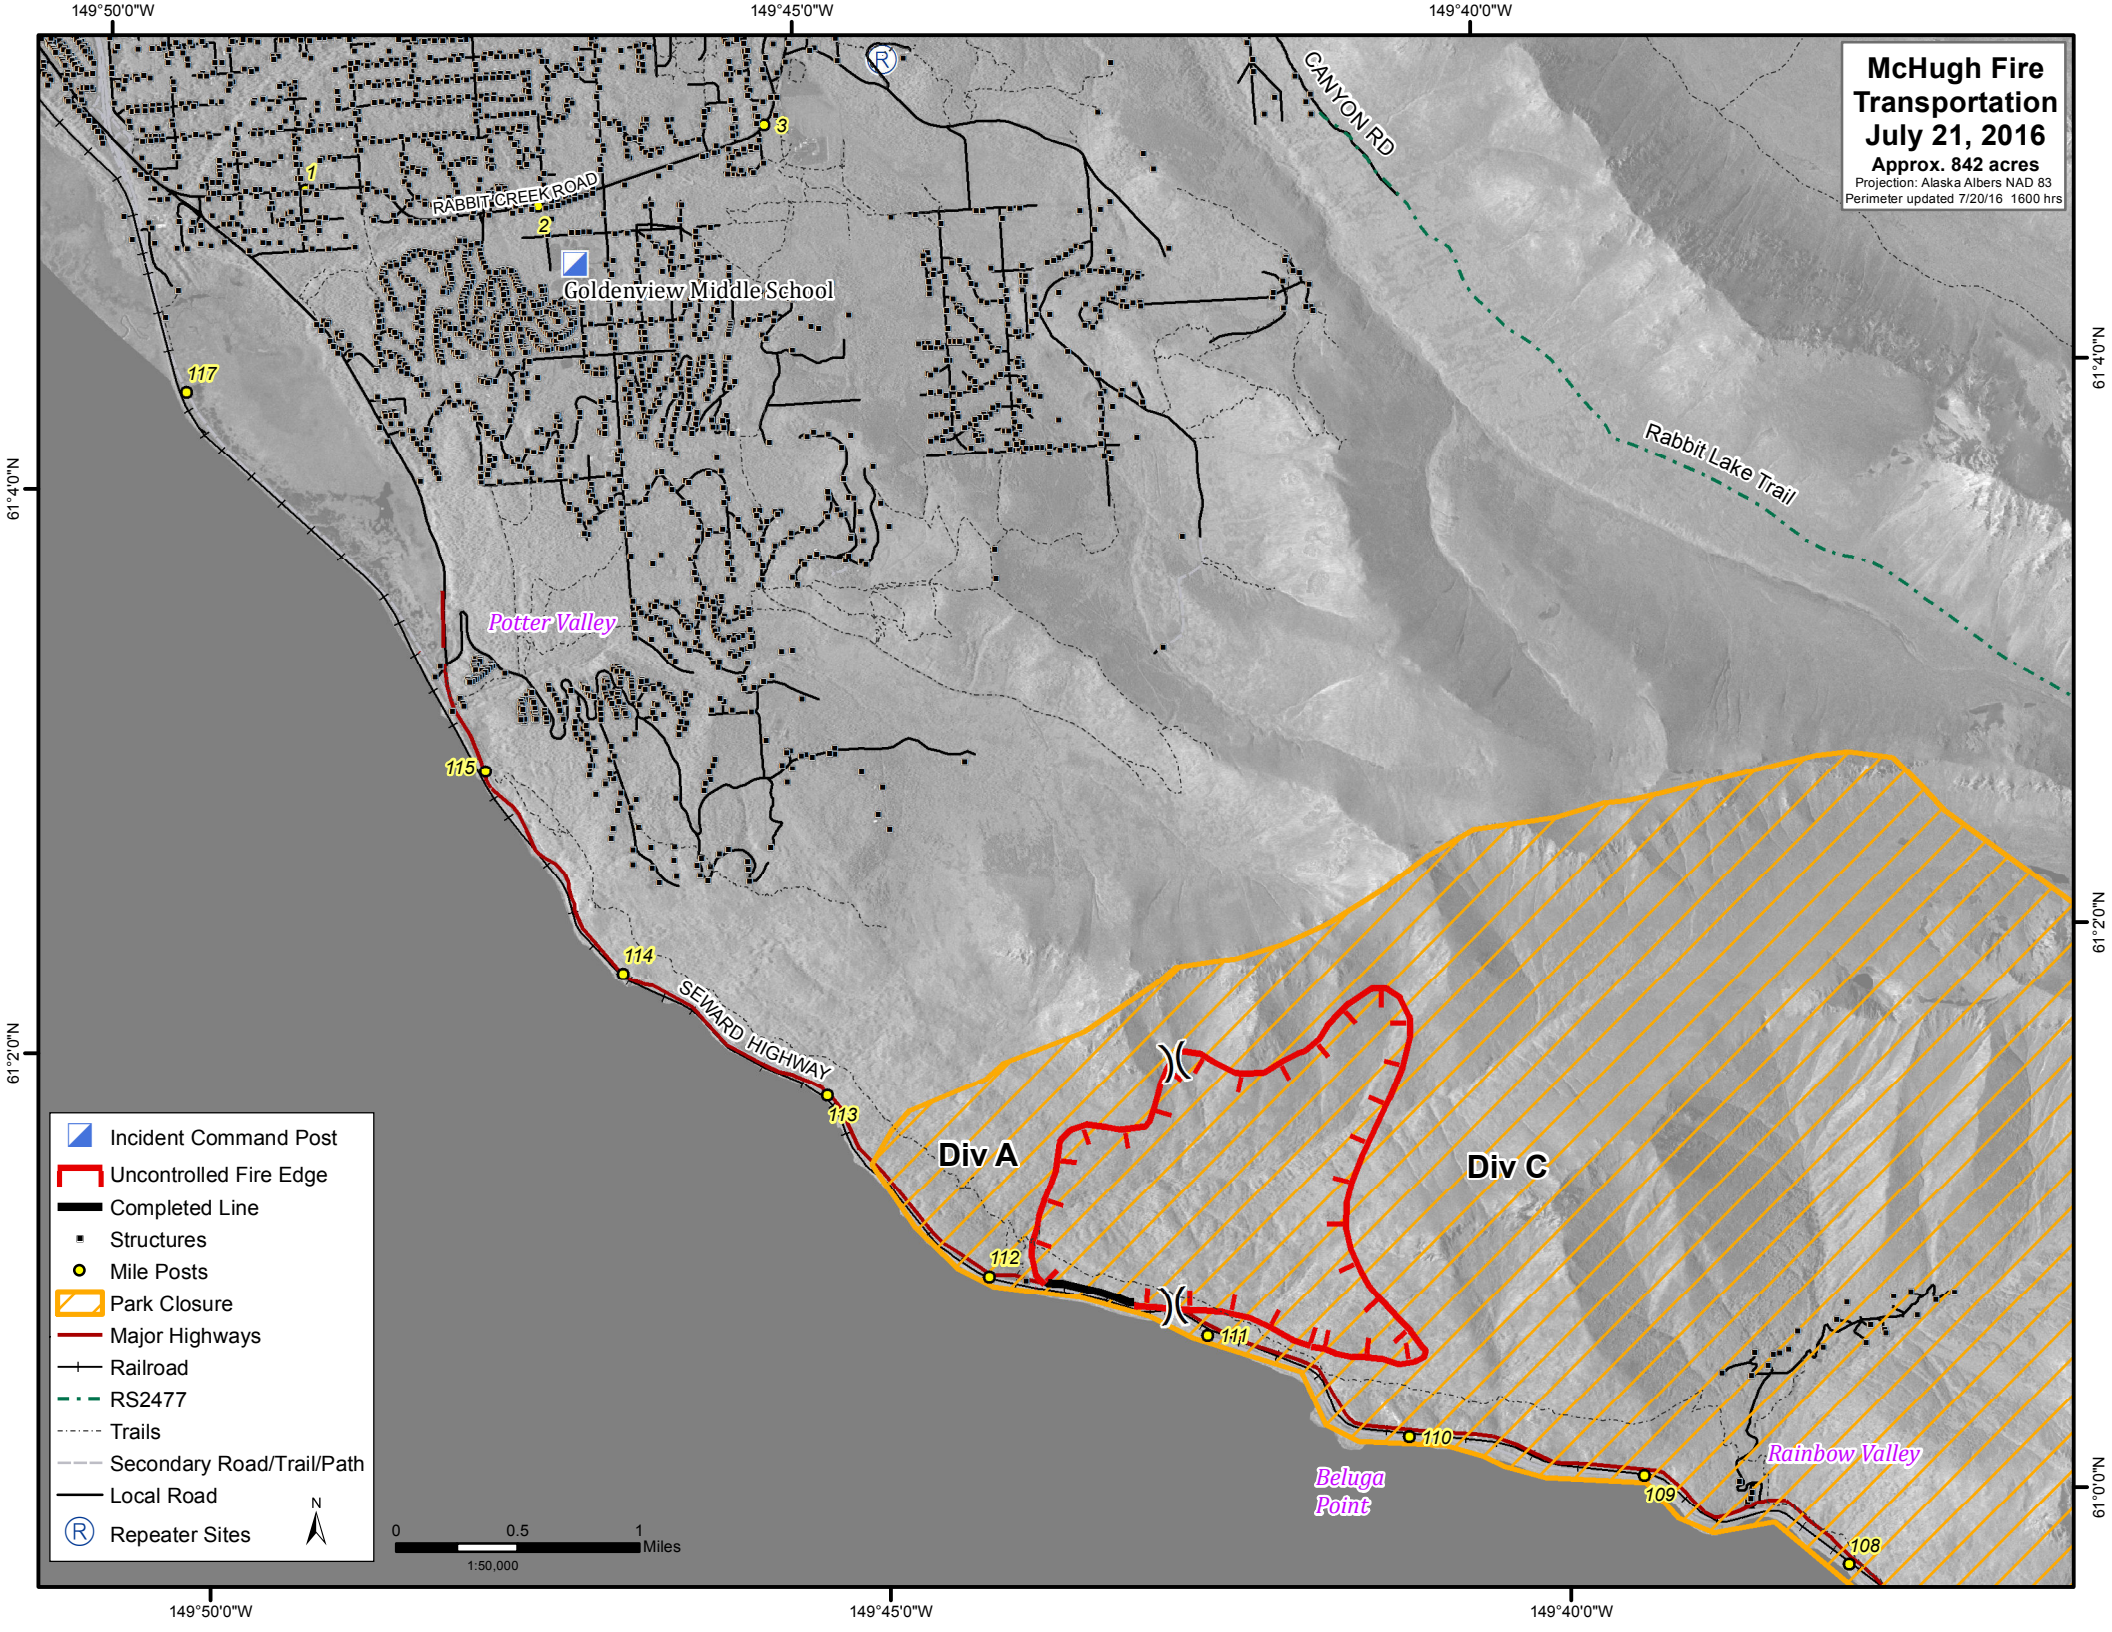 149°50'0"W
149°45'0"W
149°40'0"W
McHugh Fire
Transportation
July 21, 2016
Approx. 842 acres
Projection: Alaska Albers NAD 83
Perimeter updated 7/20/16 1600 hrs
R
CANYON RD
3
1
RABBIT CREEK ROAD
2
Goldenview Middle School
61°4'0"N
117
Rabbit Lake Trail
61°4'0"N
Potter Valley
115
61°2'0"N
114
SEWARD HIGHWAY
61°2'0"N
113
Div A
Div C
112
111
110
109
108
Beluga
Point
Rainbow Valley
61°0'0"N
Incident Command Post
Uncontrolled Fire Edge
Completed Line
Structures
Mile Posts
Park Closure
Major Highways
Railroad
RS2477
Trails
Secondary Road/Trail/Path
Local Road
R Repeater Sites
N
0 0.5 1
Miles
1:50,000
149°50'0"W
149°45'0"W
149°40'0"W